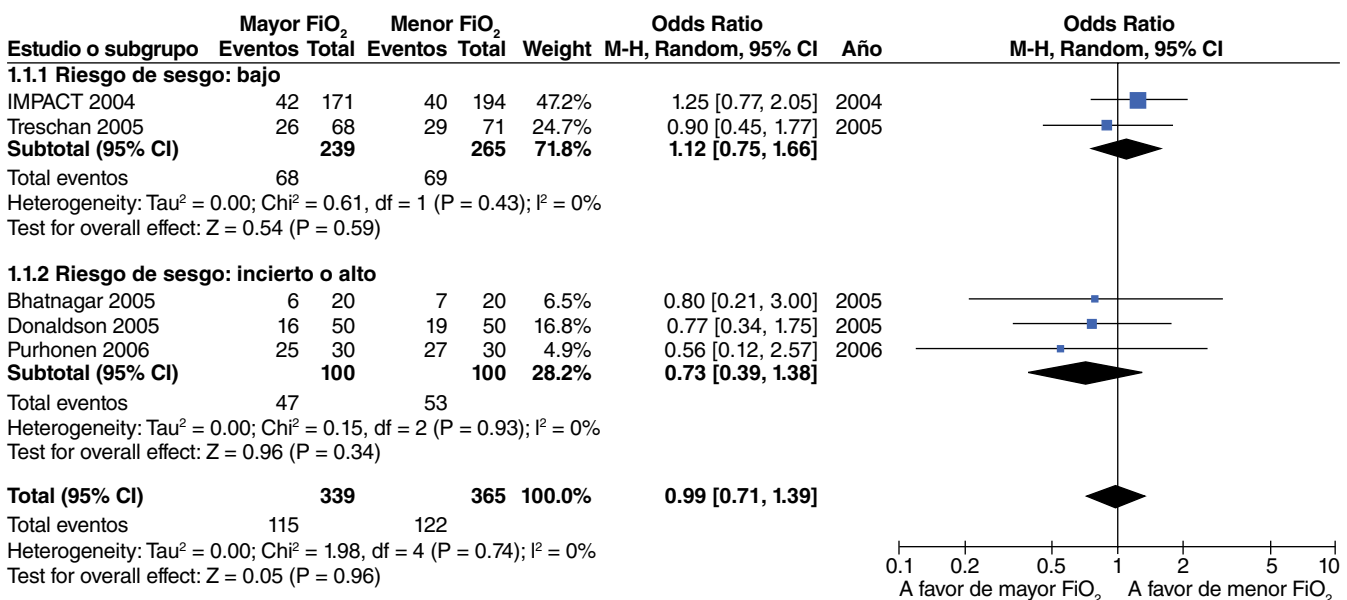 Mayor FiO2 Menor FiO2 Odds Ratio Odds Ratio
Estudio o subgrupo Eventos Total Eventos Total Weight M-H, Random, 95% CI Año M-H, Random, 95% CI
1.1.1 Riesgo de sesgo: bajo
IMPACT 2004 42 171 40 194 47.2% 1.25 [0.77, 2.05] 2004
Treschan 2005 26 68 29 71 24.7% 0.90 [0.45, 1.77] 2005
Subtotal (95% CI) 239 265 71.8% 1.12 [0.75, 1.66]
Total eventos 68 69
Heterogeneity: Tau² = 0.00; Chi² = 0.61, df = 1 (P = 0.43); I² = 0%
Test for overall effect: Z = 0.54 (P = 0.59)
1.1.2 Riesgo de sesgo: incierto o alto
Bhatnagar 2005 6 20 7 20 6.5% 0.80 [0.21, 3.00] 2005
Donaldson 2005 16 50 19 50 16.8% 0.77 [0.34, 1.75] 2005
Purhonen 2006 25 30 27 30 4.9% 0.56 [0.12, 2.57] 2006
Subtotal (95% CI) 100 100 28.2% 0.73 [0.39, 1.38]
Total eventos 47 53
Heterogeneity: Tau² = 0.00; Chi² = 0.15, df = 2 (P = 0.93); I² = 0%
Test for overall effect: Z = 0.96 (P = 0.34)
Total (95% CI) 339 365 100.0% 0.99 [0.71, 1.39]
Total eventos 115 122
Heterogeneity: Tau² = 0.00; Chi² = 1.98, df = 4 (P = 0.74); I² = 0%
Test for overall effect: Z = 0.05 (P = 0.96)
0.1 0.2 0.5 1 2 5 10
A favor de mayor FiO2 A favor de menor FiO2